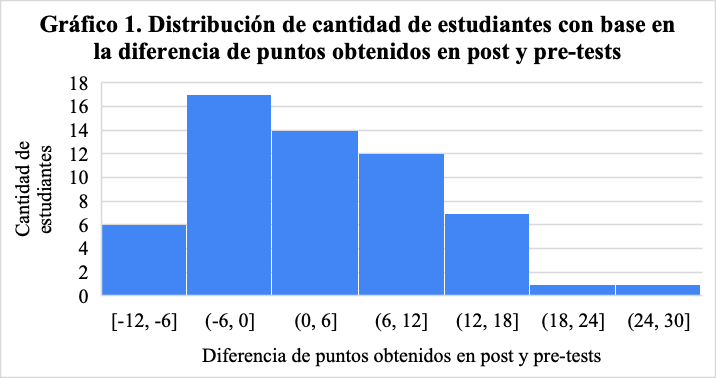 Gráfico 1. Distribución de cantidad de estudiantes con base en
la diferencia de puntos obtenidos en post y pre-tests
18
16
14
12
10
8
6
4
2
0
Cantidad de
estudiantes
[-12, -6] (-6, 0] (0, 6] (6, 12] (12, 18] (18, 24] (24, 30]
Diferencia de puntos obtenidos en post y pre-tests